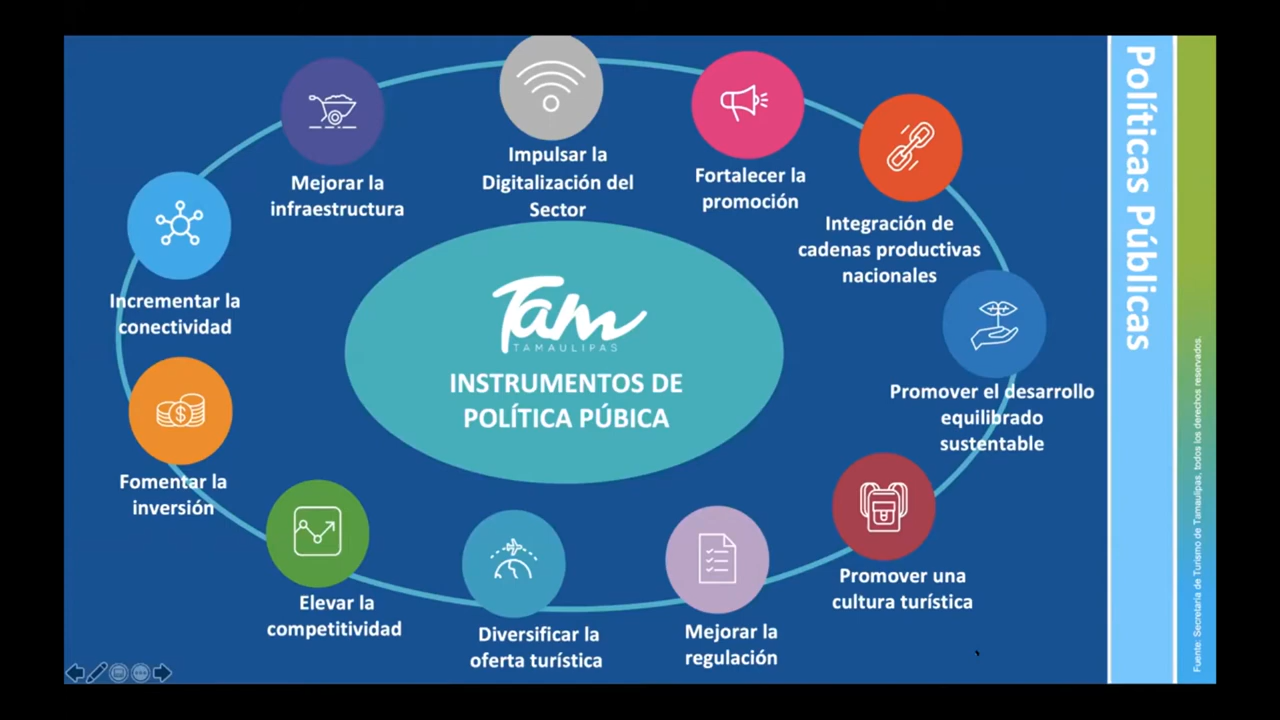 Impulsar la
Digitalización del
Sector
Fortalecer la
promoción
Integración de
cadenas productivas
nacionales
Promover el desarrollo
equilibrado
sustentable
Promover una
cultura turística
Mejorar la
regulación
Diversificar la
oferta turística
Elevar la
competitividad
Fomentar la
inversión
Incrementar la
conectividad
Mejorar la
infraestructura
Tam
TAMAULIPAS
INSTRUMENTOS DE
POLÍTICA PÚBICA
Políticas Públicas
Fuente: Secretaría de Turismo de Tamaulipas, todos los derechos reservados.